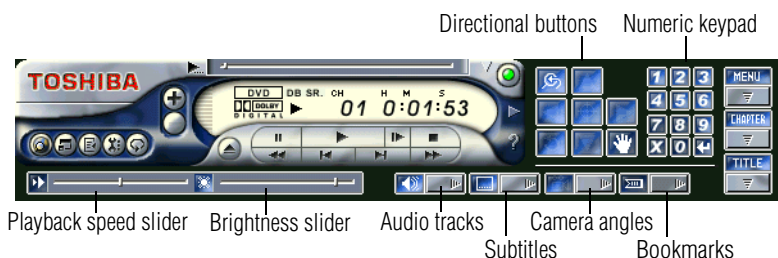 Directional buttons Numeric keypad
TOSHIBA
DVD DB SR. CH H M S
DOLBY DIGITAL 01 0:01:53
?
1 2 3
4 5 6
7 8 9
X 0
MENU
CHAPTER
TITLE
Playback speed slider Brightness slider Audio tracks Camera angles
Subtitles Bookmarks